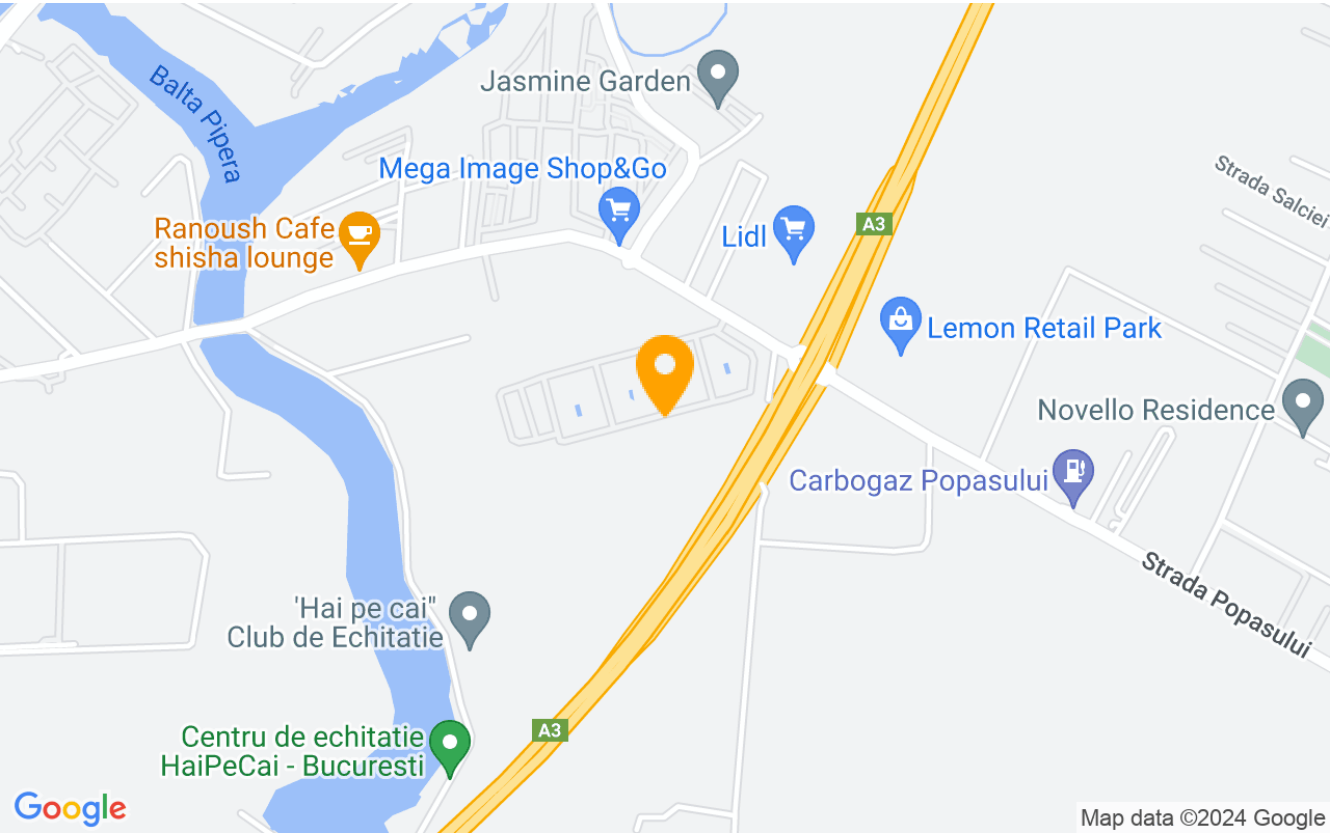 Balta Pipera
Jasmine Garden
Mega Image Shop&Go
Strada Salciei
Ranoush Cafe
shisha lounge
Lidl
A3
Lemon Retail Park
Novello Residence
Carbogaz Popasului
Strada Popasului
'Hai pe cai"
Club de Echitatie
A3
Centru de echitatie
HaiPeCai - Bucuresti
Google
Map data ©2024 Google